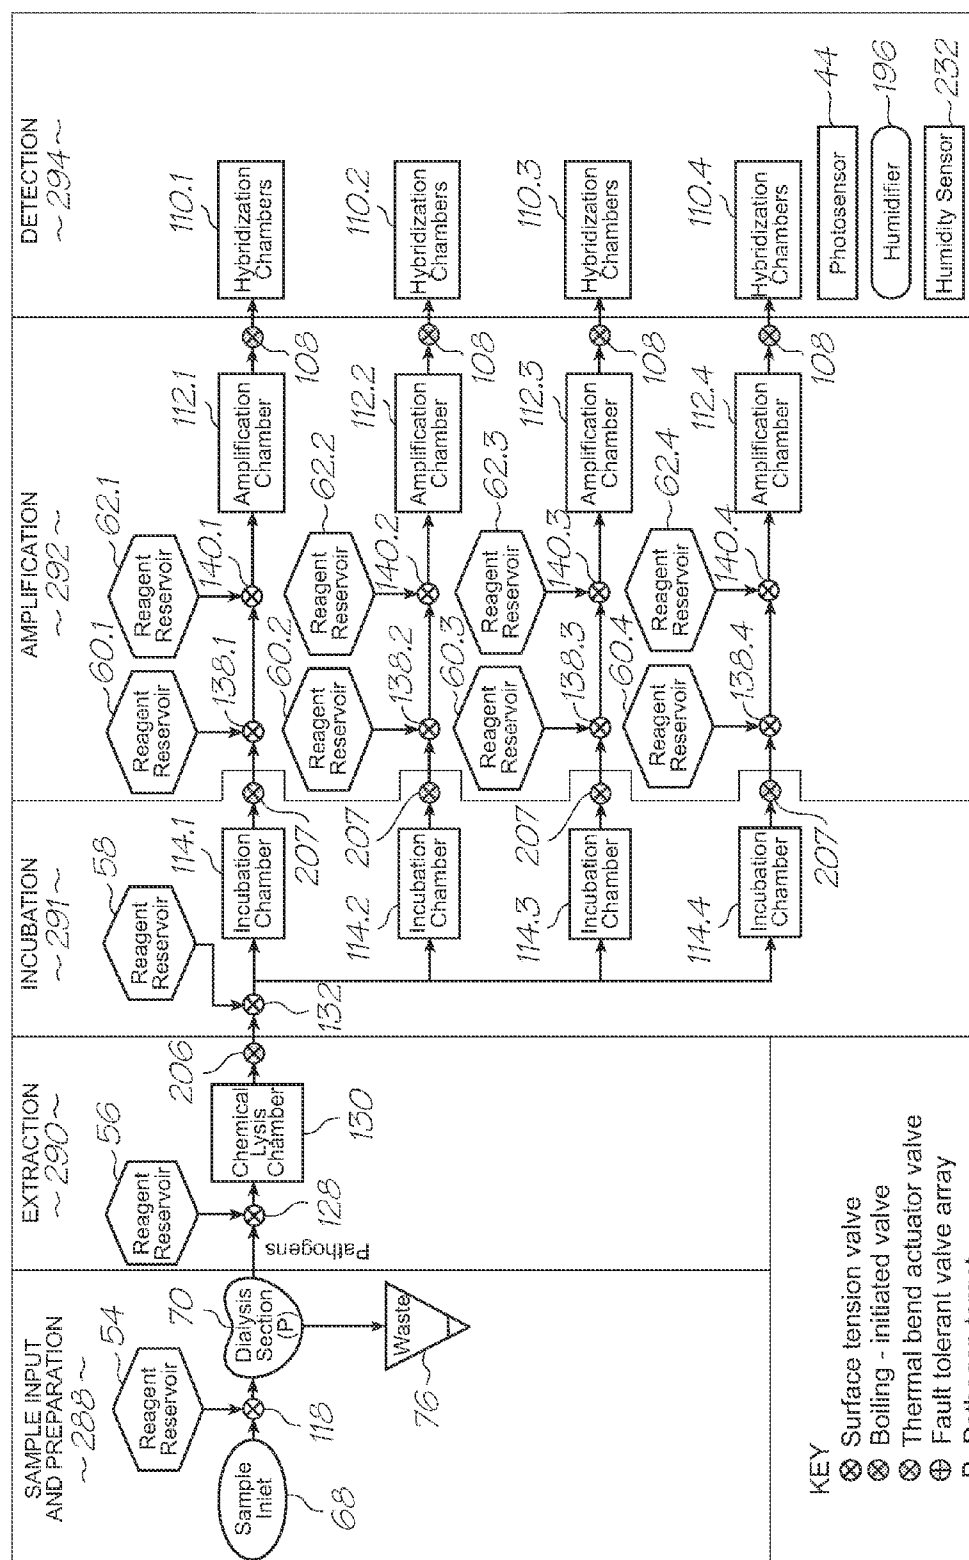 SAMPLE INPUT
AND PREPARATION
~288~
EXTRACTION
~290~
INCUBATION
~291~
AMPLIFICATION
~292~
DETECTION
~294~
54
Reagent
Reservoir
Sample
Inlet
68
118
70
Dialysis
Section
(P)
Waste
76
Pathogens
56
Reagent
Reservoir
128
Chemical
Lysis
Chamber
130
206
58
Reagent
Reservoir
132
114.1
Incubation
Chamber
207
60.1
Reagent
Reservoir
138.1
62.1
Reagent
Reservoir
140.1
112.1
Amplification
Chamber
108
110.1
Hybridization
Chambers
114.2
Incubation
Chamber
207
60.2
Reagent
Reservoir
138.2
62.2
Reagent
Reservoir
140.2
112.2
Amplification
Chamber
108
110.2
Hybridization
Chambers
114.3
Incubation
Chamber
207
60.3
Reagent
Reservoir
138.3
62.3
Reagent
Reservoir
140.3
112.3
Amplification
Chamber
108
110.3
Hybridization
Chambers
114.4
Incubation
Chamber
207
60.4
Reagent
Reservoir
138.4
62.4
Reagent
Reservoir
140.4
112.4
Amplification
Chamber
108
110.4
Hybridization
Chambers
Photosensor
44
Humidifier
196
Humidity Sensor
232
KEY
Surface tension valve
Boiling - initiated valve
Thermal bend actuator valve
Fault tolerant valve array